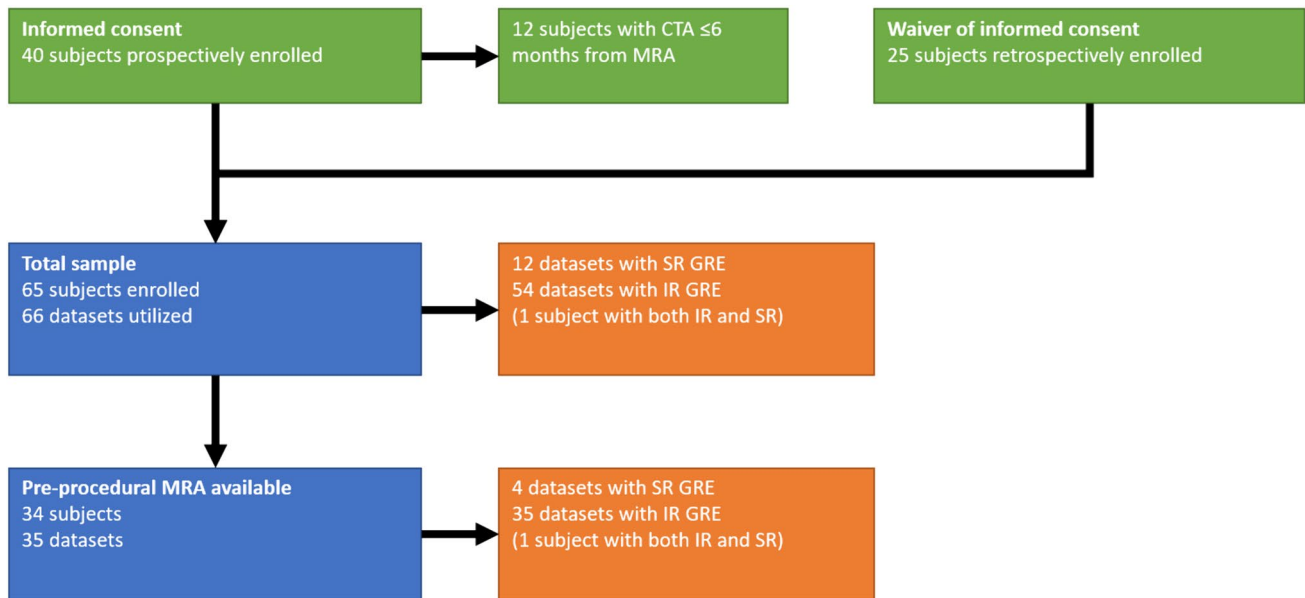 Informed consent
40 subjects prospectively enrolled
12 subjects with CTA ≤6
months from MRA
Waiver of informed consent
25 subjects retrospectively enrolled
Total sample
65 subjects enrolled
66 datasets utilized
12 datasets with SR GRE
54 datasets with IR GRE
(1 subject with both IR and SR)
Pre-procedural MRA available
34 subjects
35 datasets
4 datasets with SR GRE
35 datasets with IR GRE
(1 subject with both IR and SR)